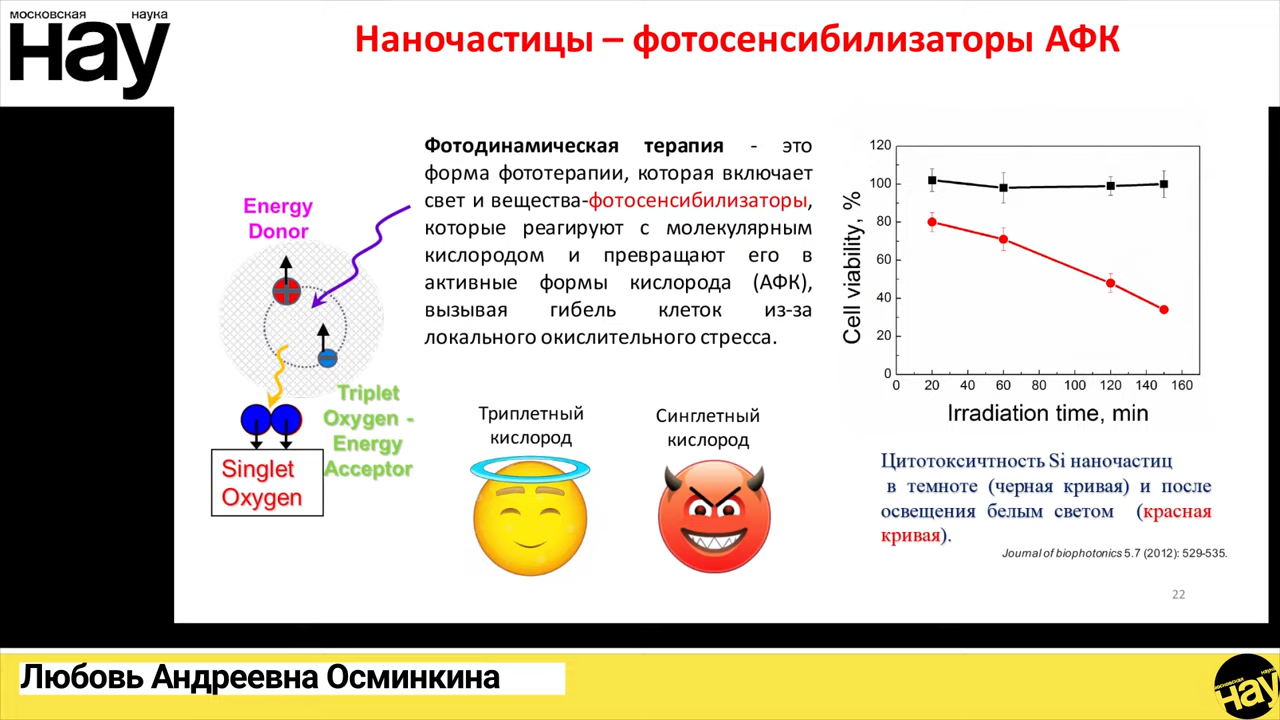 московская наука
нау
Наночастицы – фотосенсибилизаторы АФК
Фотодинамическая терапия - это
форма фототерапии, которая включает
свет и вещества-фотосенсибилизаторы,
которые реагируют с молекулярным
кислородом и превращают его в
активные формы кислорода (АФК),
вызывая гибель клеток из-за
локального окислительного стресса.
Energy
Donor
Triplet
Oxygen -
Energy
Acceptor
Singlet
Oxygen
Триплетный
кислород
Синглетный
кислород
Cell viability, %
120
100
80
60
40
20
0
0 20 40 60 80 100 120 140 160
Irradiation time, min
Цитотоксичтность Si наночастиц
в темноте (черная кривая) и после
освещения белым светом (красная
кривая).
Journal of biophotonics 5.7 (2012): 529-535.
22
Любовь Андреевна Осминкина
московская наука
нау